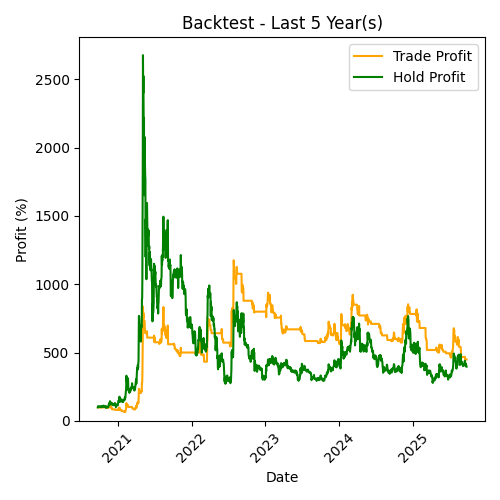 Backtest - Last 5 Year(s)
Trade Profit
Hold Profit
Profit (%)
2500
2000
1500
1000
500
0
2021
2022
2023
2024
2025
Date